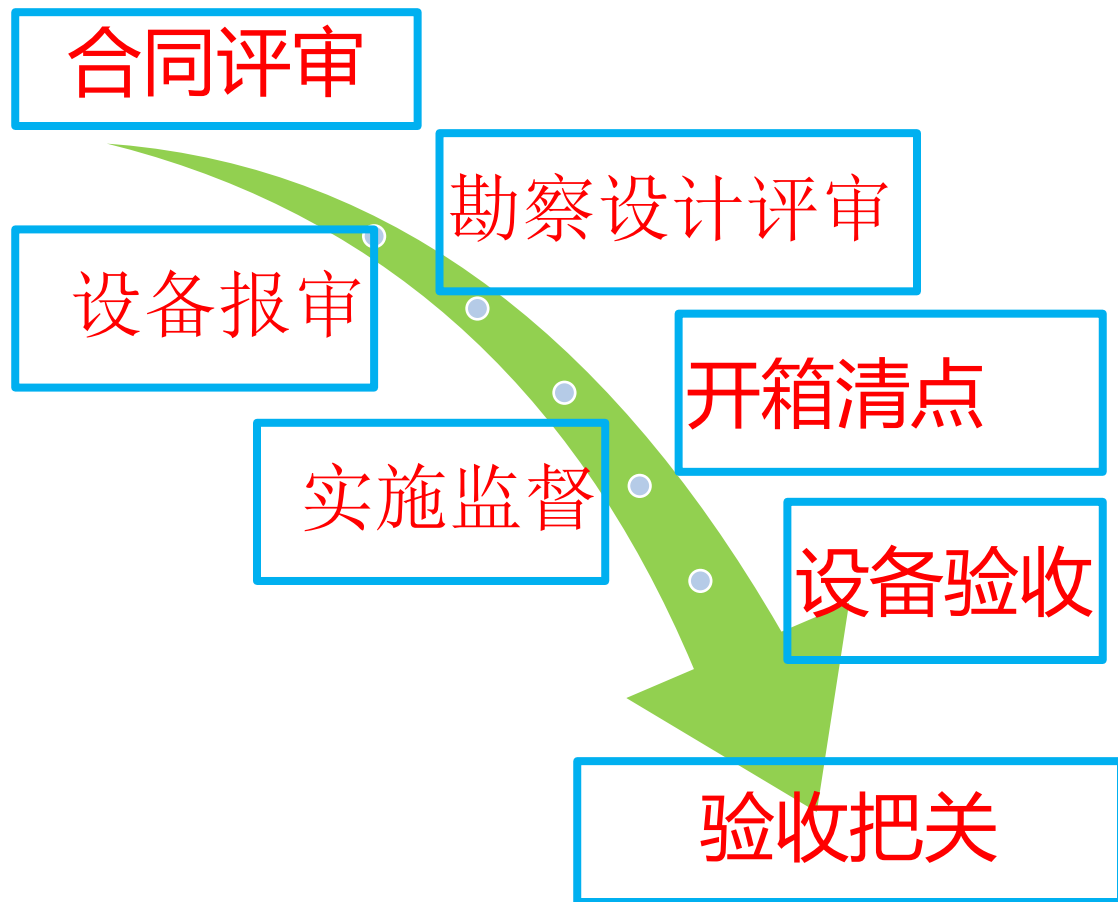 合同评审
勘察设计评审
设备报审
开箱清点
实施监督
设备验收
验收把关